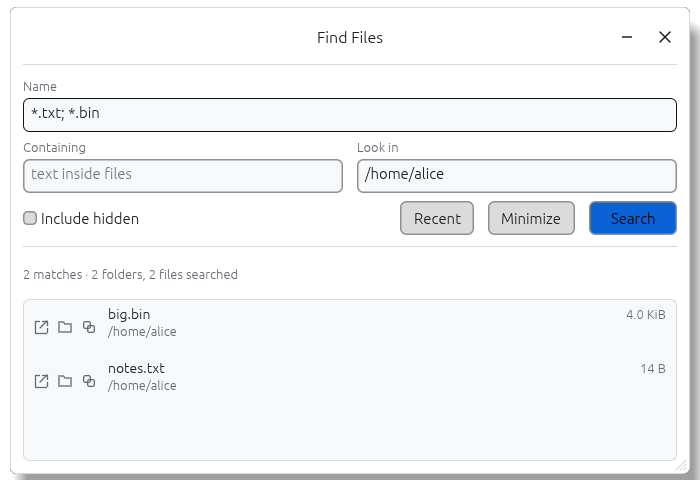 Find Files
Name
*.txt; *.bin
Containing
Look in
text inside files
/home/alice
Include hidden
Recent
Minimize
Search
2 matches · 2 folders, 2 files searched
big.bin
4.0 KiB
/home/alice
notes.txt
14 B
/home/alice